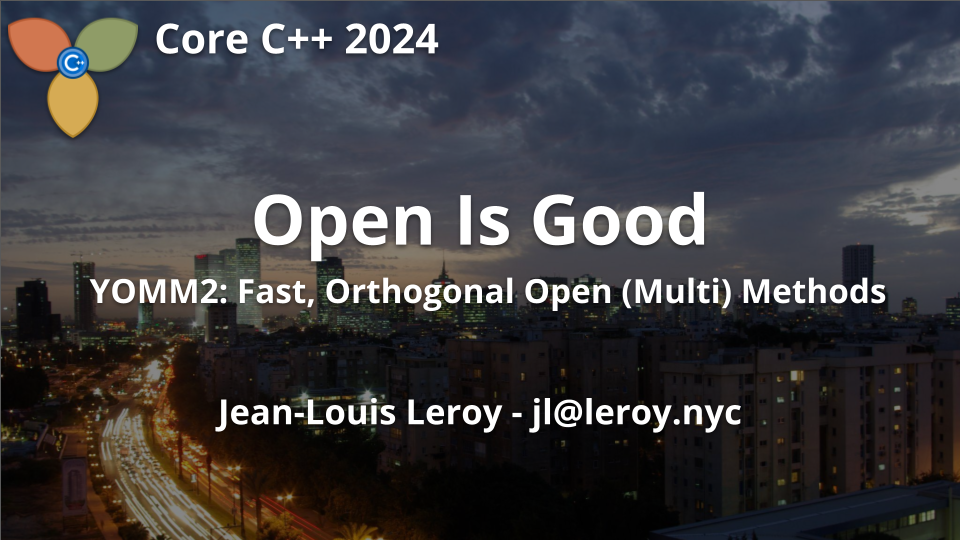 Core C++ 2024
C++
Open Is Good
YOMM2: Fast, Orthogonal Open (Multi) Methods
Jean-Louis Leroy - jl@leroy.nyc